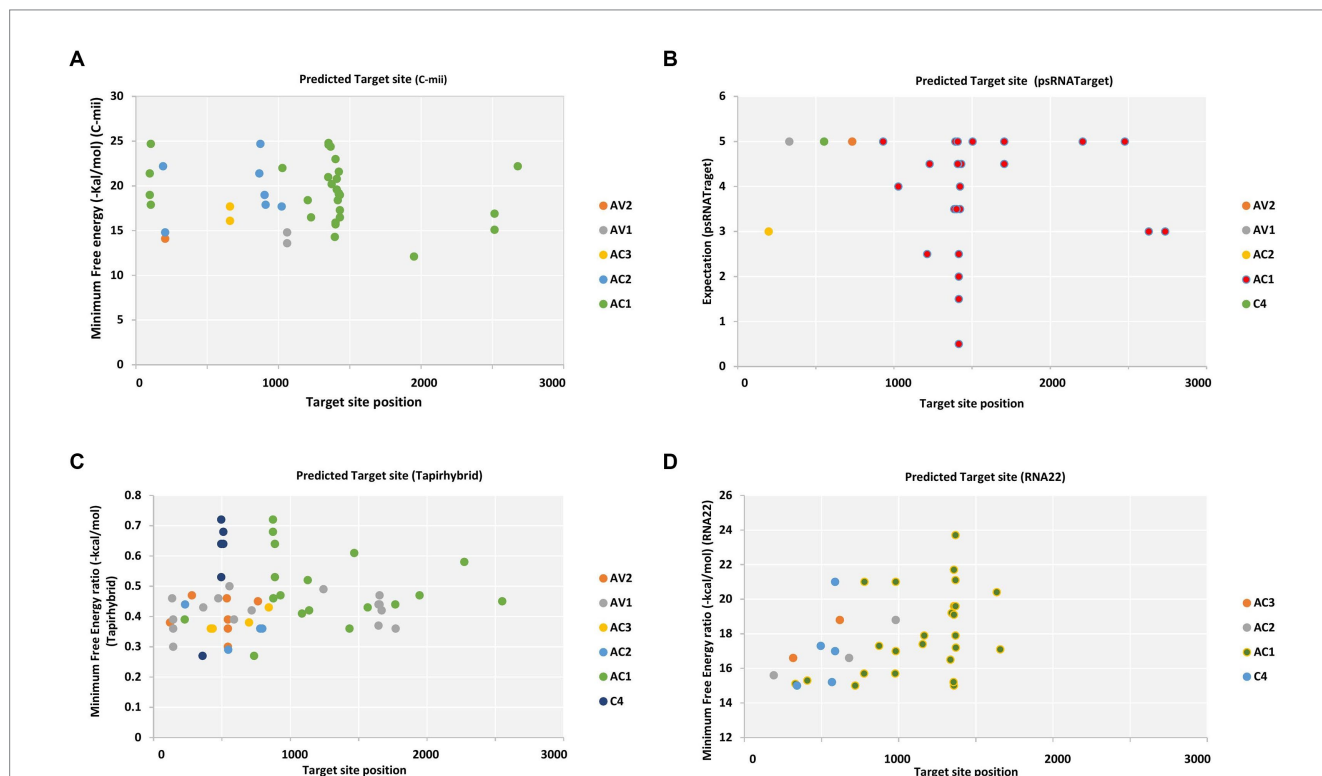 A
Predicted Target site (C-mii)
Minimum Free energy (-Kal/mol) (C-mii)
30
25
20
15
10
5
0
0 1000 2000 3000
Target site position
AV2
AV1
AC3
AC2
AC1
B
Predicted Target site (psRNATarget)
Expectation (psRNATraget)
6
5
4
3
2
1
0
0 1000 2000 3000
Target site position
AV2
AV1
AC2
AC1
C4
C
Predicted Target site (Tapirhybrid)
Minimum Free Energy ratio (-kcal/mol)
(Tapirhybrid)
0.8
0.7
0.6
0.5
0.4
0.3
0.2
0.1
0
0 1000 2000 3000
Target site position
AV2
AV1
AC3
AC2
AC1
C4
D
Predicted Target site (RNA22)
Minimum Free Energy ratio (-kcal/mol) (RNA22)
26
24
22
20
18
16
14
12
0 1000 2000 3000
Target site position
AC3
AC2
AC1
C4